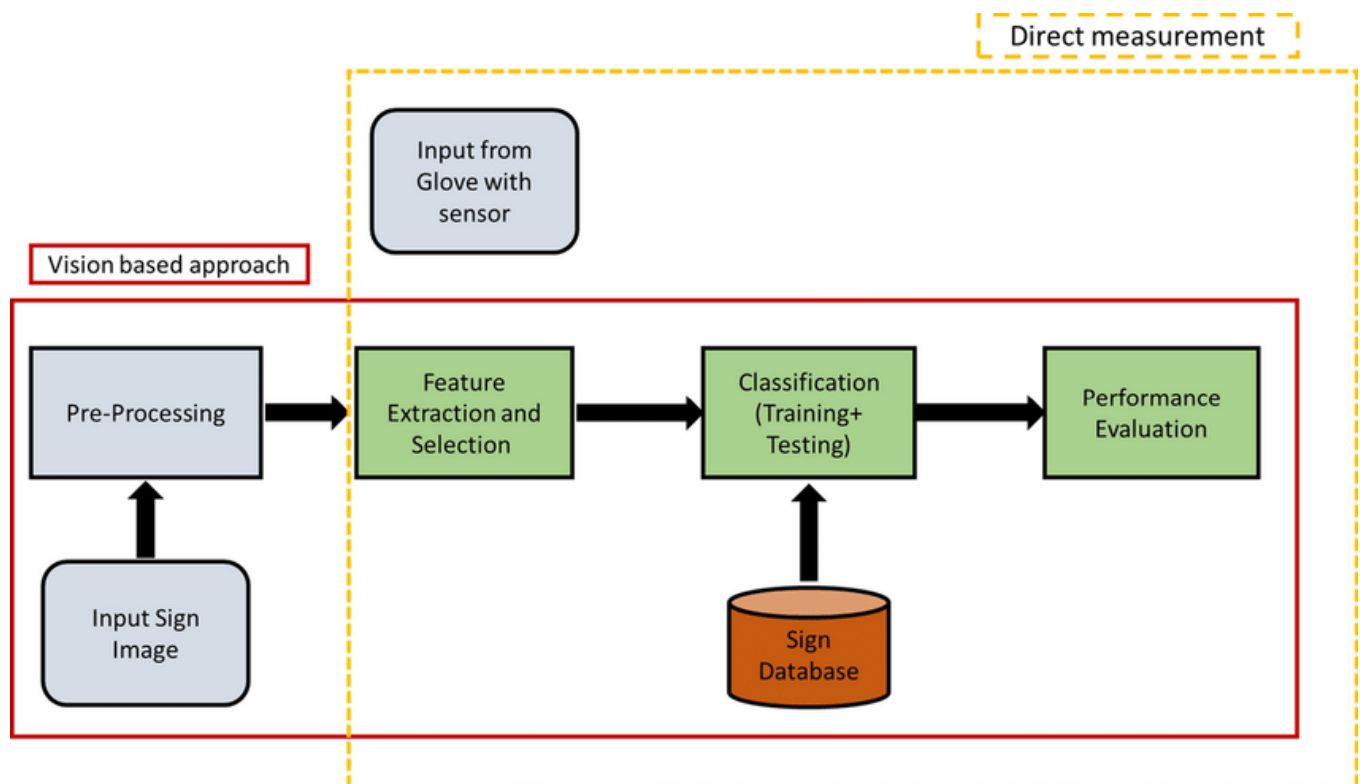 Direct measurement
Input from
Glove with
sensor
Vision based approach
Pre-Processing
Feature
Extraction and
Selection
Classification
(Training+
Testing)
Performance
Evaluation
Input Sign
Image
Sign
Database